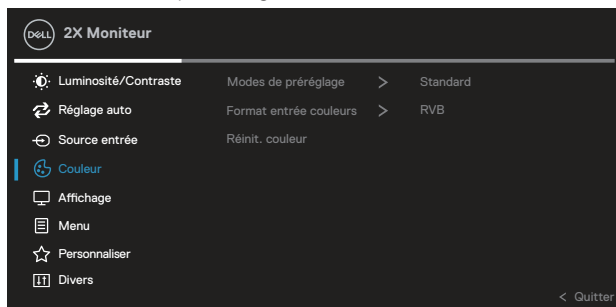 DELL 2X Moniteur
Luminosité/Contraste Modes de préréglage > Standard
Réglage auto Format entrée couleurs > RVB
Source entrée Réinit. couleur
Couleur
Affichage
Menu
Personnaliser
Divers
< Quitter